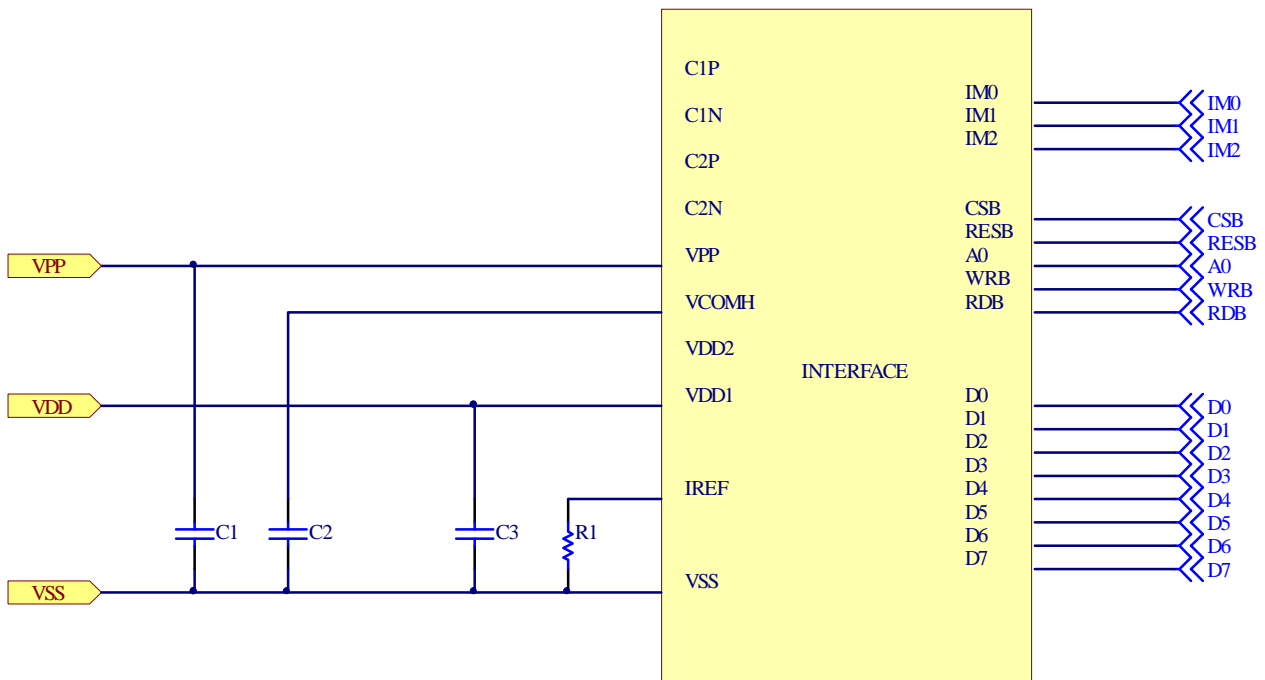 C1P
IM0 IM0
C1N IM1 IM1
IM2 IM2
C2P
C2N CSB CSB
RESB RESB
VPP VPP A0 A0
WRB WRB
VCOMH RDB RDB
VDD2
INTERFACE
VDD VDD1 D0 D0
D1 D1
D2 D2
D3 D3
IREF D4 D4
C1 C2 C3 R1 D5 D5
D6 D6
D7 D7
VSS VSS